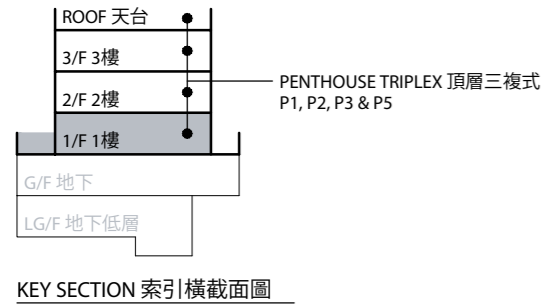 ROOF 天台
3/F 3樓
2/F 2樓
1/F 1樓
PENTHOUSE TRIPLEX 頂層三複式
P1, P2, P3 & P5
G/F 地下
LG/F 地下低層
KEY SECTION 索引橫截面圖